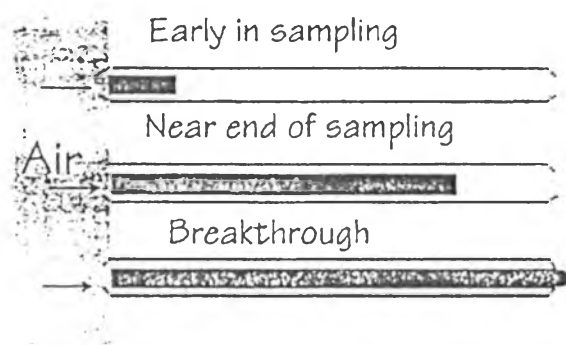 Early in sampling
Near end of sampling
Air
Breakthrough